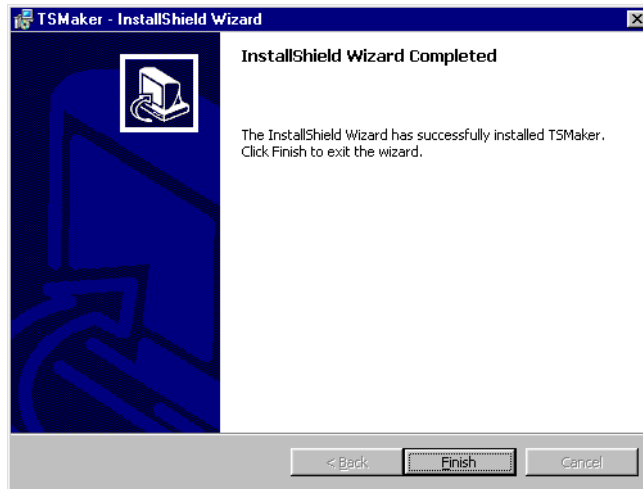 TSMaker - InstallShield Wizard
InstallShield Wizard Completed
The InstallShield Wizard has successfully installed TSMaker.
Click Finish to exit the wizard.
< Back
Finish
Cancel